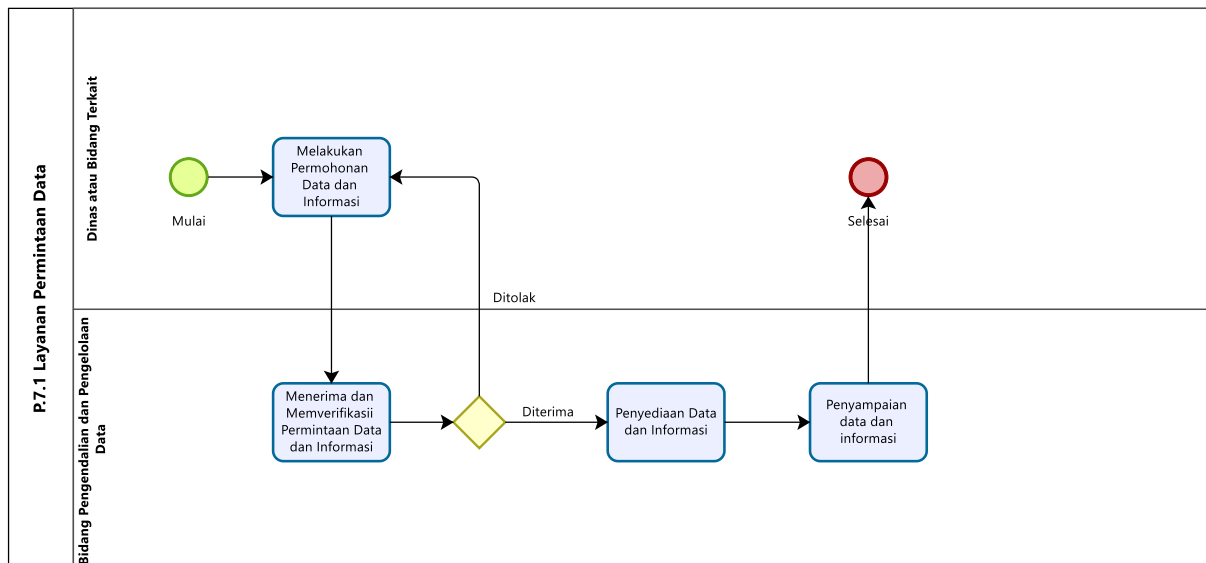 P.7.1 Layanan Permintaan Data
Dinas atau Bidang Terkait
Mulai
Melakukan
Permohonan
Data dan
Informasi
Selesai
Ditolak
Bidang Pengendalian dan Pengelolaan
Data
Menerima dan
Memverifikasii
Permintaan Data
dan Informasi
Diterima
Penyediaan Data
dan Informasi
Penyampaian
data dan
informasi